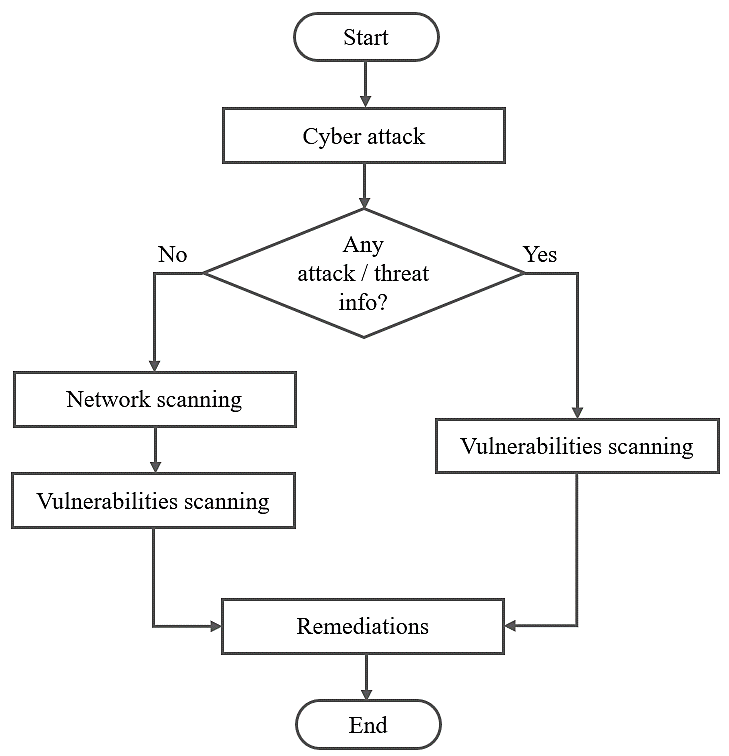 Start
Cyber attack
Any
attack / threat
info?
No
Yes
Network scanning
Vulnerabilities scanning
Vulnerabilities scanning
Remediations
End